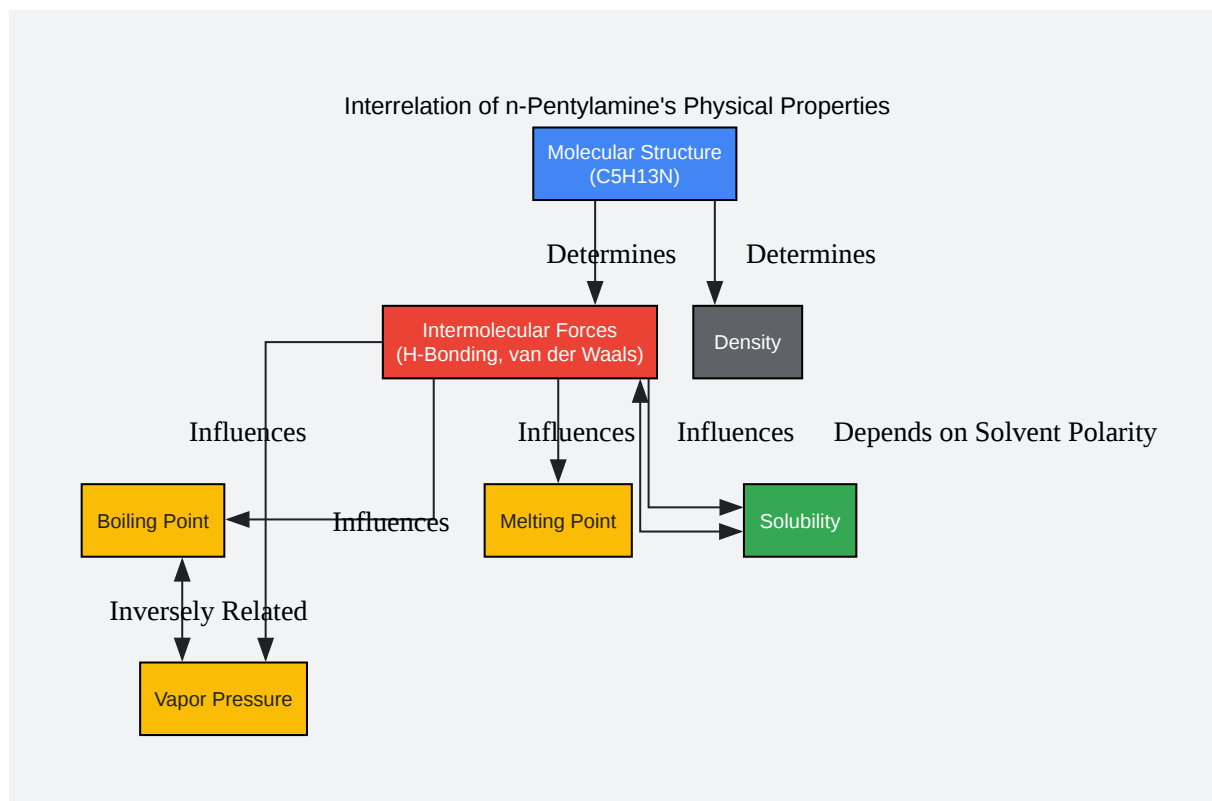 Interrelation of n-Pentylamine's Physical Properties
Molecular Structure
(C5H13N)
Determines
Determines
Intermolecular Forces
(H-Bonding, van der Waals)
Density
Influences
Influences
Influences
Depends on Solvent Polarity
Boiling Point
Influences
Melting Point
Solubility
Inversely Related
Vapor Pressure